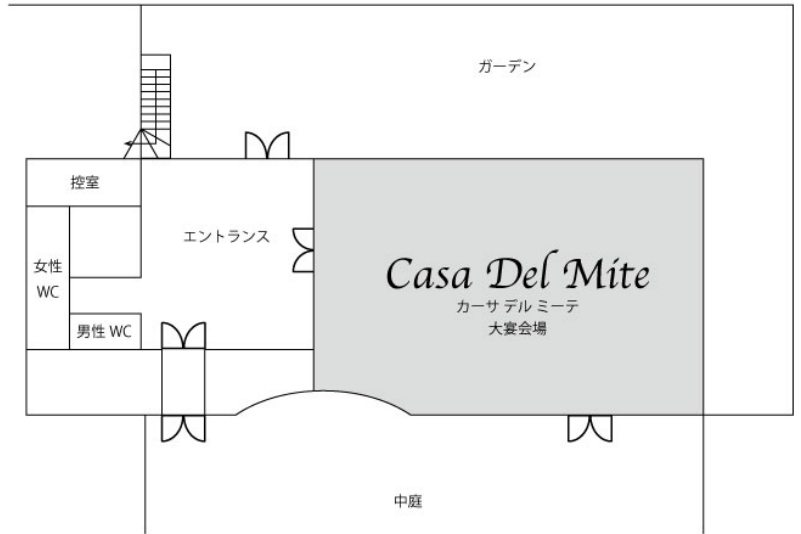 ガーデン
控室
エントランス
女性
WC
男性 WC
Casa Del Mite
カーサ デル ミーテ
大宴会場
中庭